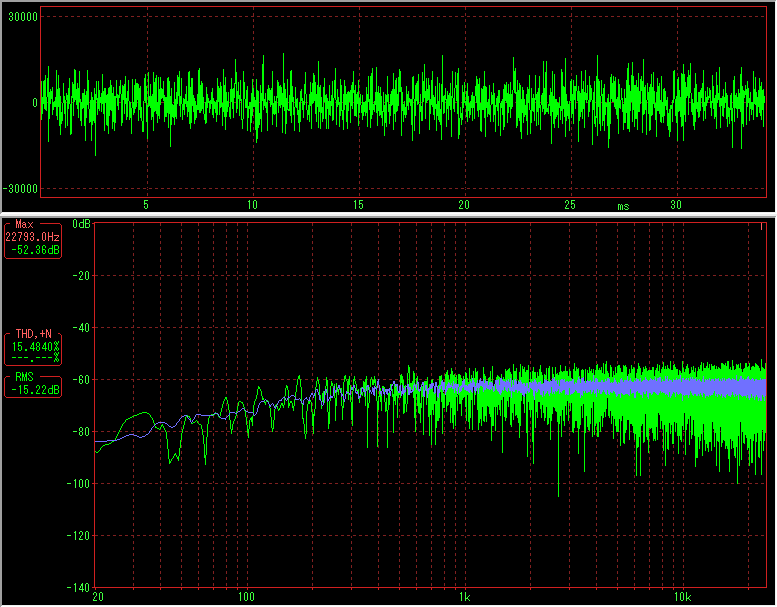 30000
0
-30000
5 10 15 20 25 ms 30
Max
22793.0Hz
-52.36dB
THD,+N
15.4840%
---.---%
RMS
-15.22dB
0dB
-20
-40
-60
-80
-100
-120
-140
20 100 1k 10k